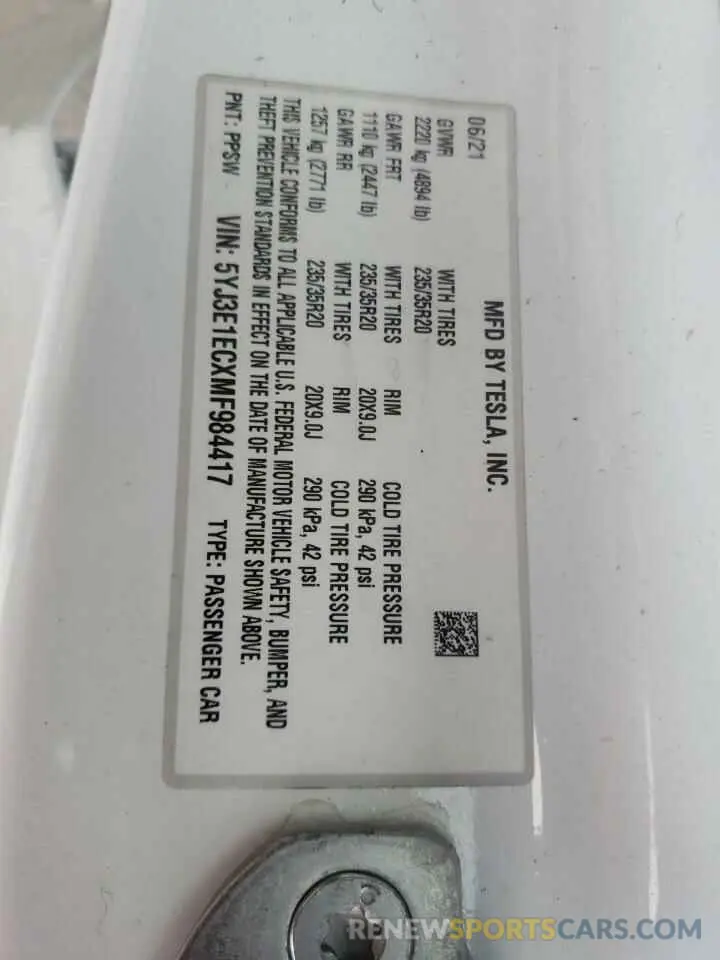 MFD BY TESLA, INC.
06/21
GVWR WITH TIRES
2220 kg (4894 lb) 235/35R20
GAWR FRT WITH TIRES RIM COLD TIRE PRESSURE
1110 kg (2447 lb) 235/35R20 20X9.0J 290 kPa, 42 psi
GAWR RR WITH TIRES RIM COLD TIRE PRESSURE
1257 kg (2771 lb) 235/35R20 20X9.0J 290 kPa, 42 psi
THIS VEHICLE CONFORMS TO ALL APPLICABLE U.S. FEDERAL MOTOR VEHICLE SAFETY, BUMPER, AND
THEFT PREVENTION STANDARDS IN EFFECT ON THE DATE OF MANUFACTURE SHOWN ABOVE.
PNT: PPSW VIN: 5YJ3E1ECXMF984417 TYPE: PASSENGER CAR
RENEWSPORTSCARS.COM